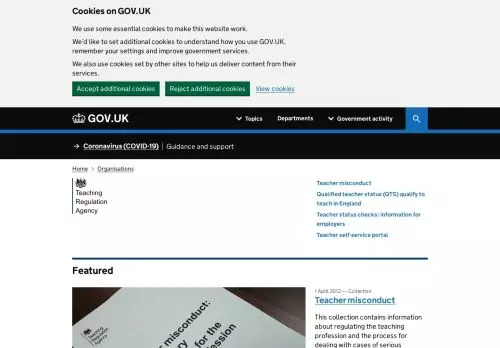 Cookies on GOV.UK
We use some essential cookies to make this website work.
We'd like to set additional cookies to understand how you use GOV.UK,
remember your settings and improve government services.
We also use cookies set by other sites to help us deliver content from their
services.
Accept additional cookies
Reject additional cookies
View cookies
GOV.UK
Topics
Departments
Government activity
Coronavirus (COVID-19)
Guidance and support
Home
Organisations
Teaching
Regulation
Agency
Teacher misconduct
Qualified teacher status (QTS) qualify to
teach in England
Teacher status checks: information for
employers
Teacher self-service portal
Featured
1 April 2012 — Collection
Teacher misconduct
This collection contains information
about regulating the teaching
profession and the process for
dealing with cases of serious
Teaching
Regulation
Agency
misconduct:
for the